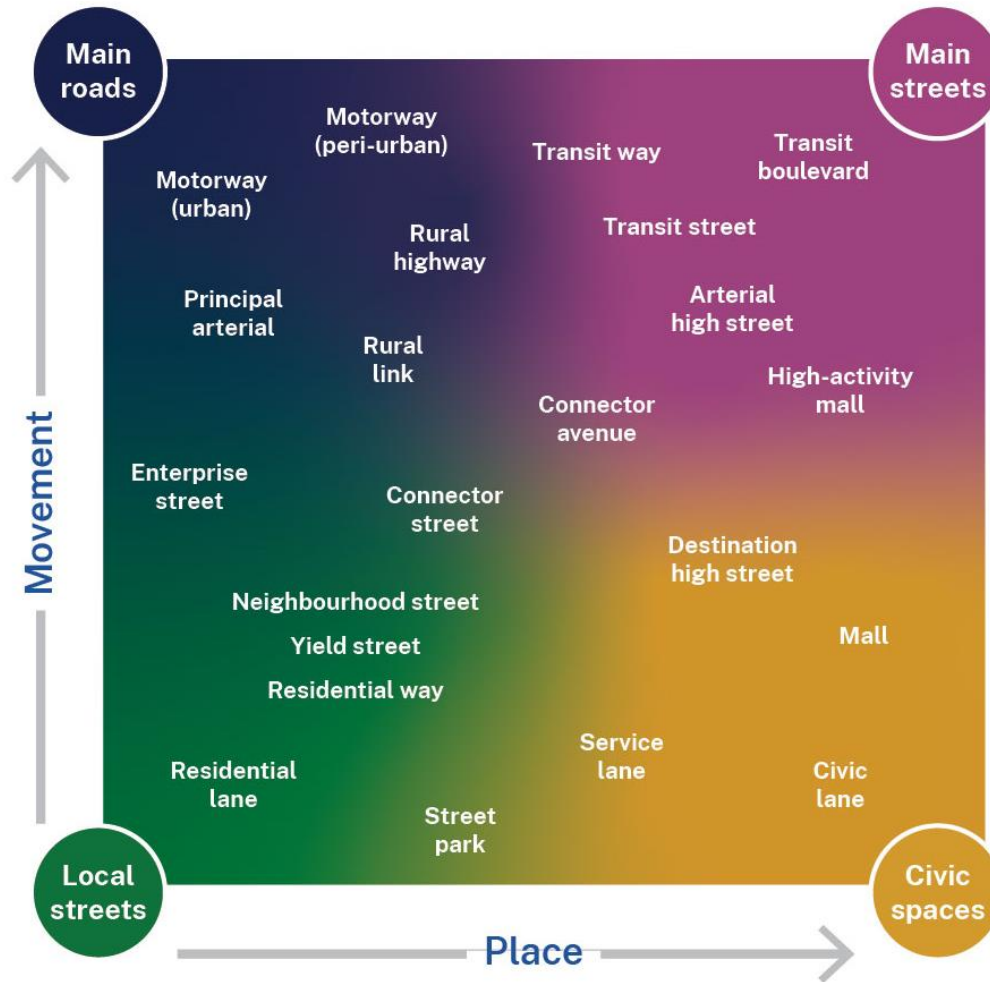 Main
roads
Main
streets
Motorway
(peri-urban)
Transit way
Transit
boulevard
Motorway
(urban)
Rural
highway
Transit street
Principal
arterial
Arterial
high street
Rural
link
High-activity
mall
Connector
avenue
Enterprise
street
Connector
street
Destination
high street
Neighbourhood street
Mall
Yield street
Residential way
Service
lane
Residential
lane
Civic
lane
Street
park
Movement
Local
streets
Civic
spaces
Place